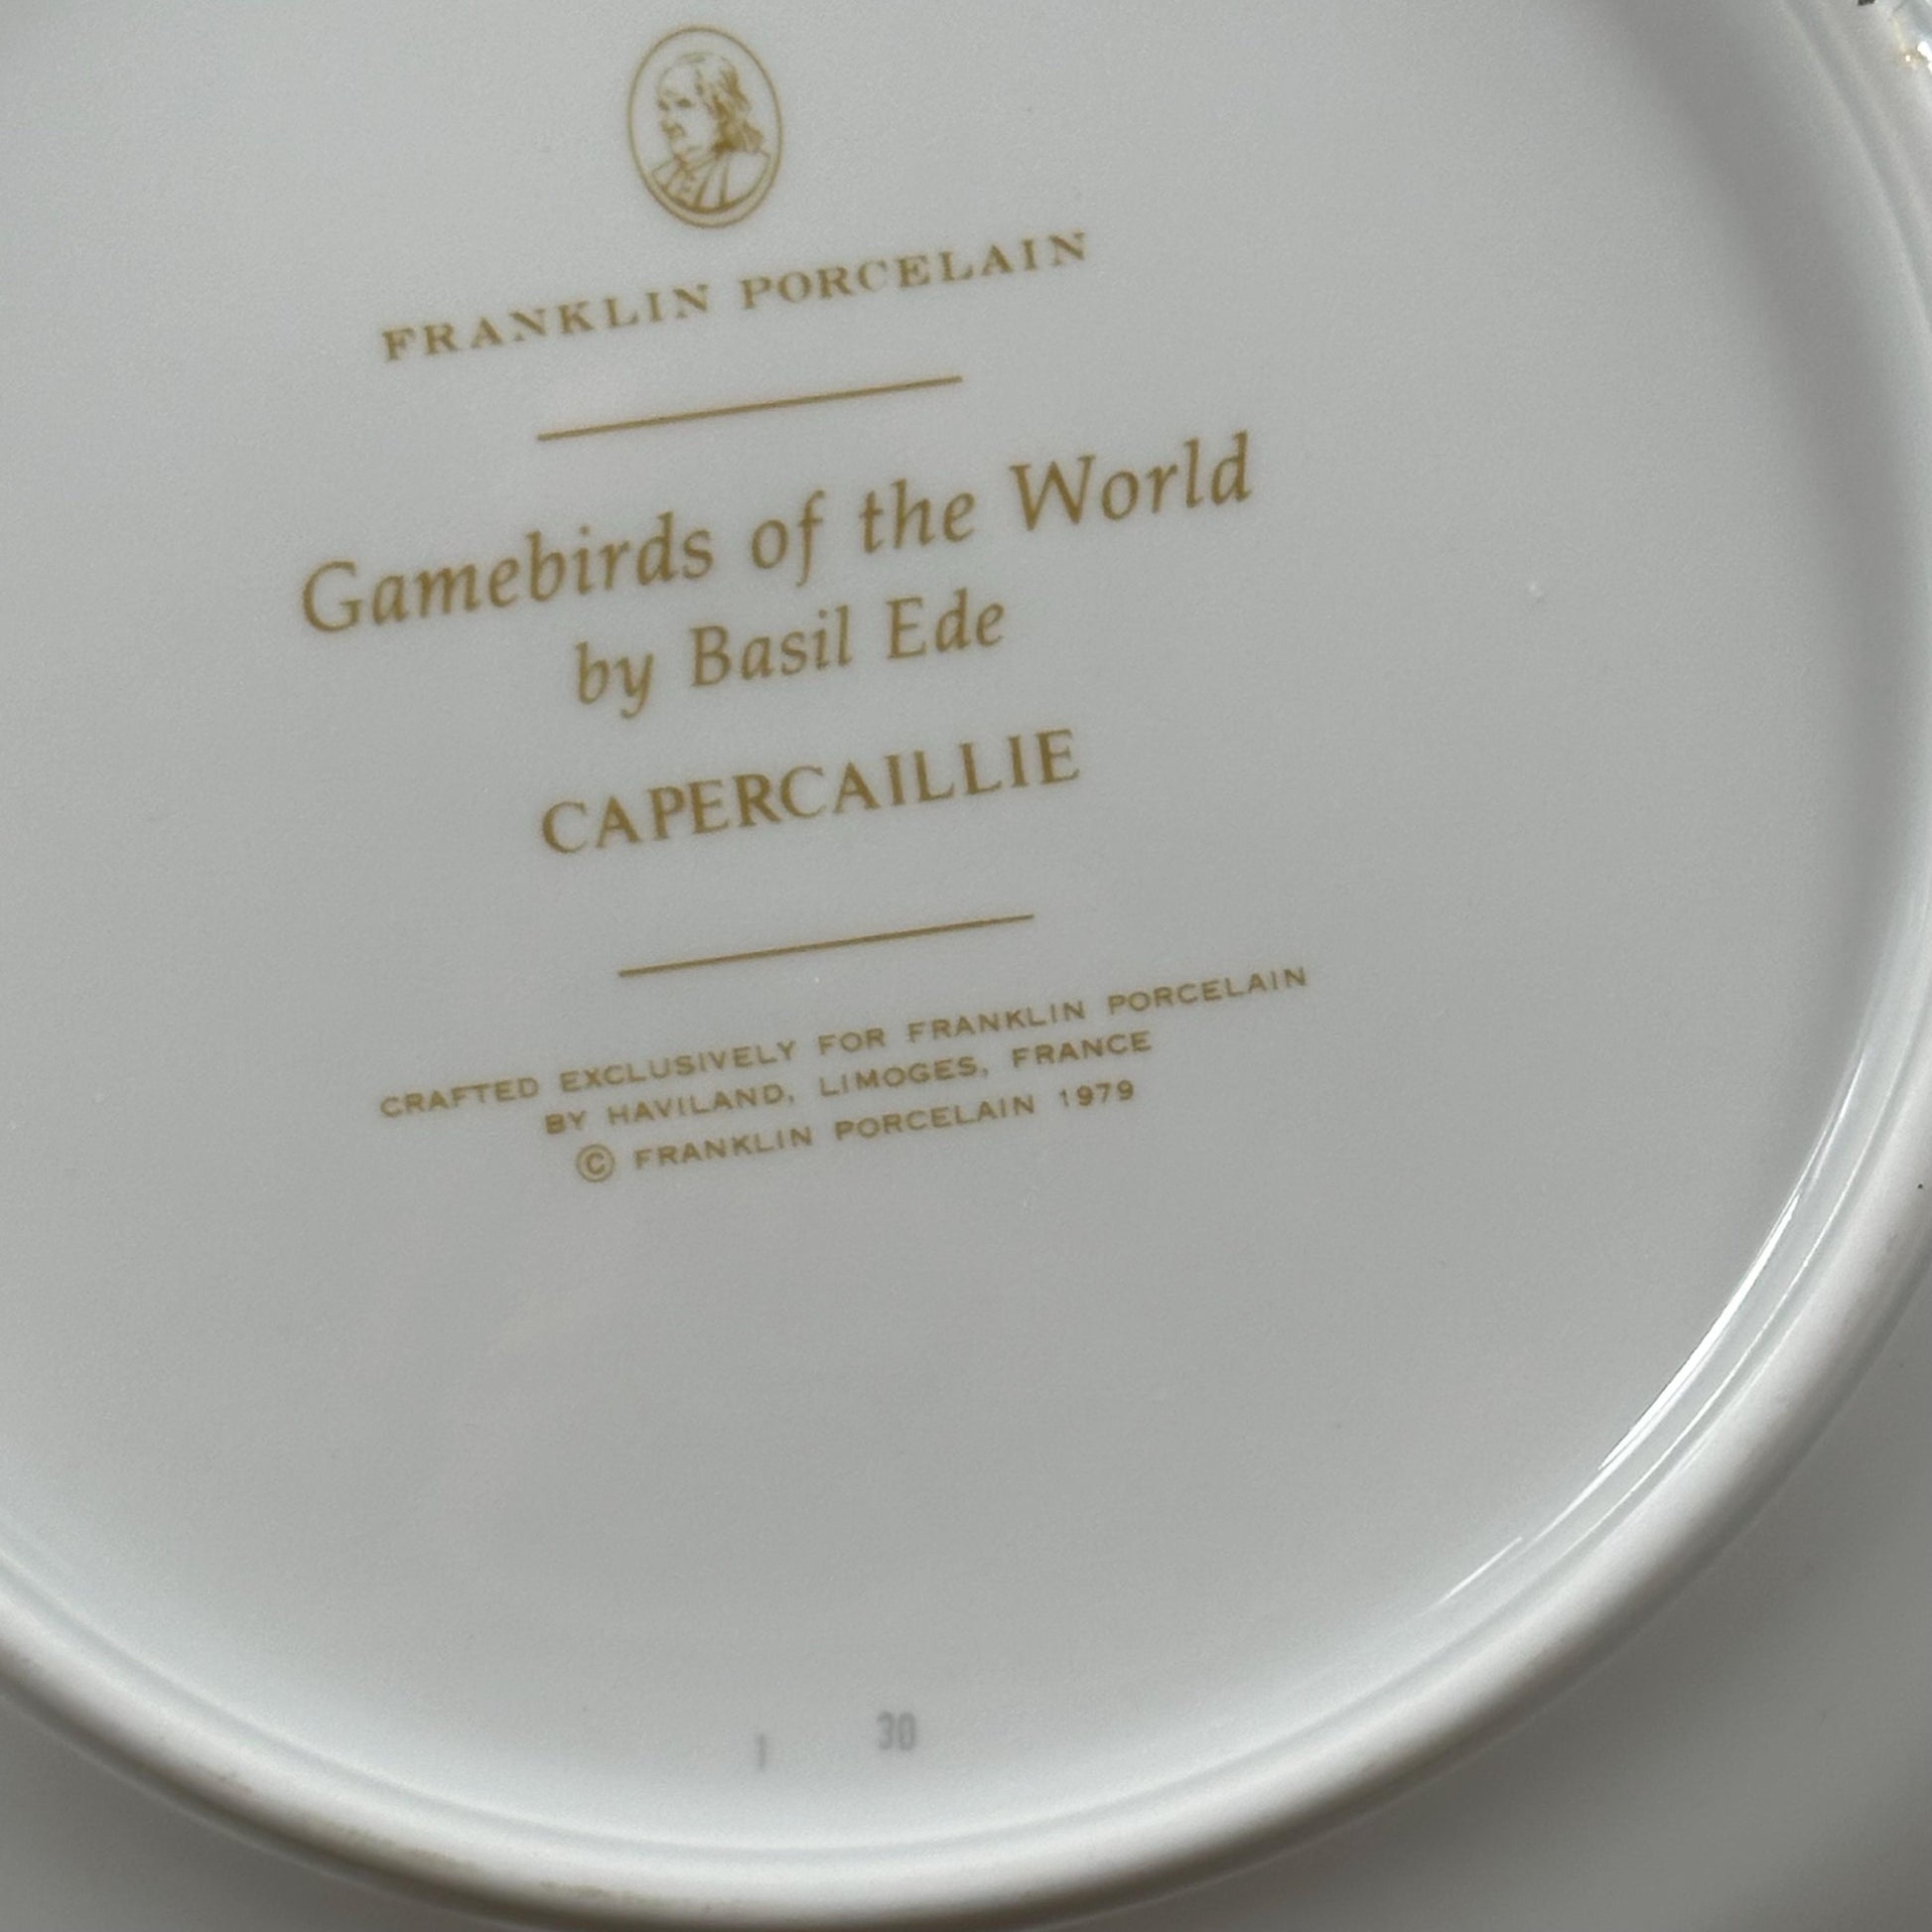 FRANKLIN PORCELAIN
Gamebirds of the World
by Basil Ede
CAPERCAILLIE
CRAFTED EXCLUSIVELY FOR FRANKLIN PORCELAIN
BY HAVILAND, LIMOGES, FRANCE
© FRANKLIN PORCELAIN 1979
1 30